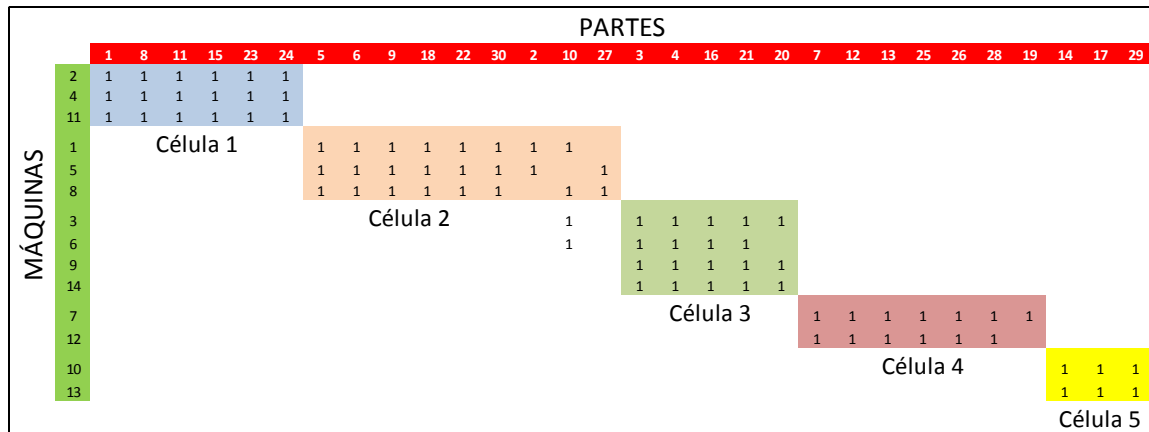 PARTES
1 8 11 15 23 24 5 6 9 18 22 30 2 10 27 3 4 16 21 20 7 12 13 25 26 28 19 14 17 29
MÁQUINAS
2 1 1 1 1 1 1
4 1 1 1 1 1 1
11 1 1 1 1 1 1
Célula 1
1 1 1 1 1 1 1 1 1
5 1 1 1 1 1 1 1 1
8 1 1 1 1 1 1 1 1
Célula 2
3 1 1 1 1 1 1
6 1 1 1 1 1
9 1 1 1 1 1
14 1 1 1 1 1
Célula 3
7 1 1 1 1 1 1 1
12 1 1 1 1 1 1
Célula 4
10 1 1 1
13 1 1 1
Célula 5